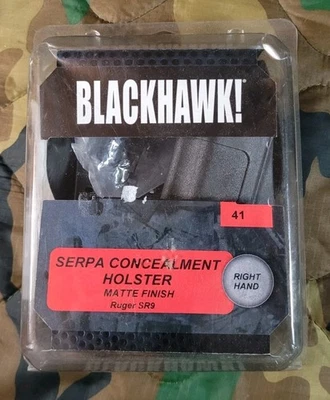 BLACKHAWK!
41
SERPA CONCEALMENT
HOLSTER
MATTE FINISH
Ruger SR9
RIGHT
HAND